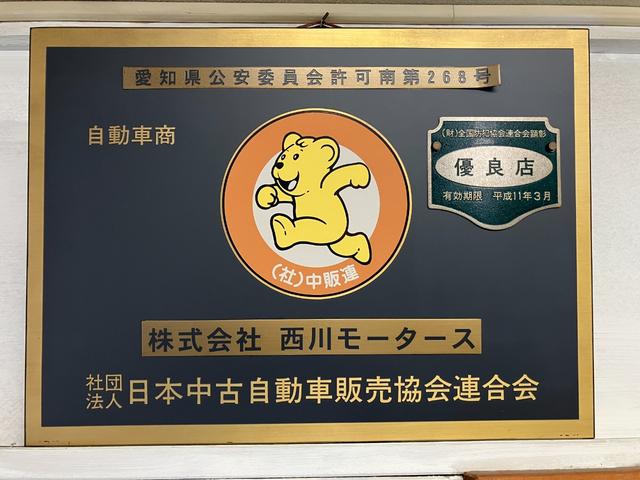 愛知県公安委員会許可南第268号
自動車商
(財)全国防犯協会連合会顕彰
優良店
有効期限 平成11年3月
(社)中販連
株式会社 西川モータース
社団法人日本中古自動車販売協会連合会